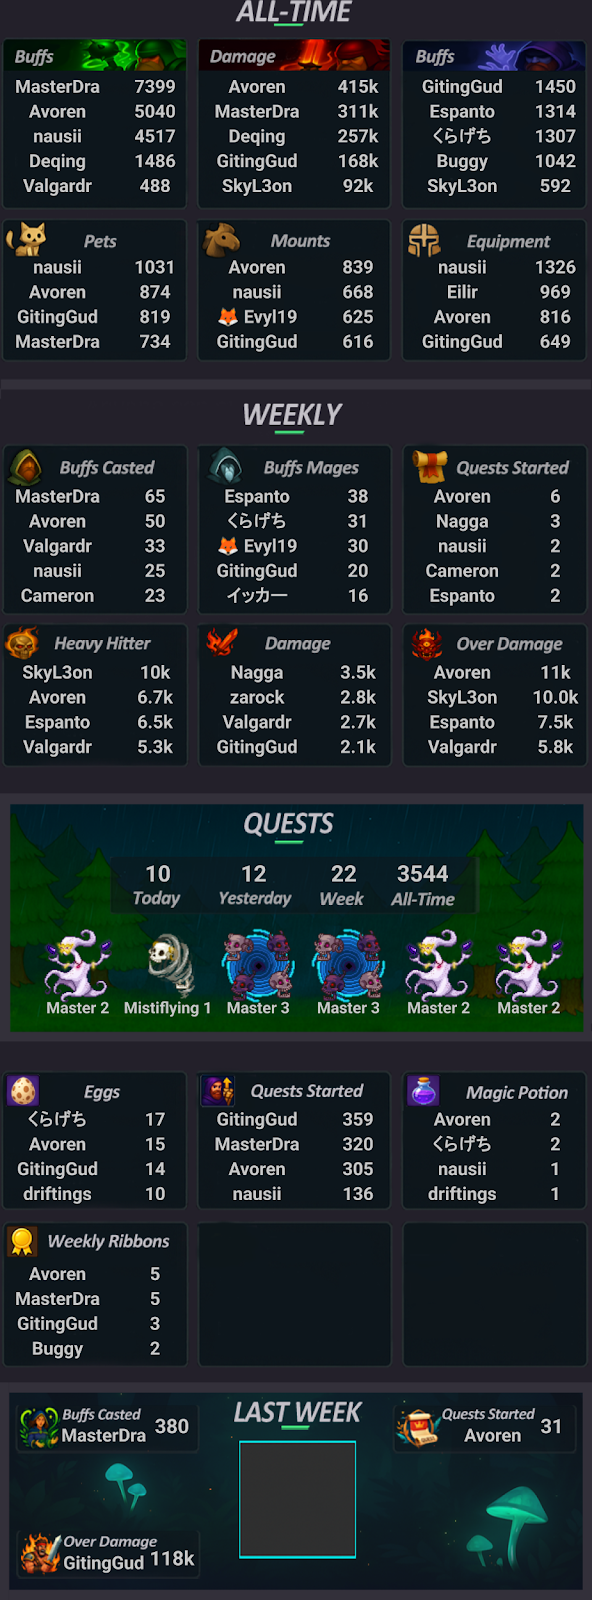 ALL-TIME
Buffs
MasterDra 7399
Avoren 5040
nausii 4517
Deqing 1486
Valgardr 488
Damage
Avoren 415k
MasterDra 311k
Deqing 257k
GitingGud 168k
SkyL3on 92k
Buffs
GitingGud 1450
Espanto 1314
くらげち 1307
Buggy 1042
SkyL3on 592
Pets
nausii 1031
Avoren 874
GitingGud 819
MasterDra 734
Mounts
Avoren 839
nausii 668
🦊 Evyl19 625
GitingGud 616
Equipment
nausii 1326
Eilir 969
Avoren 816
GitingGud 649
WEEKLY
Buffs Casted
MasterDra 65
Avoren 50
Valgardr 33
nausii 25
Cameron 23
Buffs Mages
Espanto 38
くらげち 31
🦊 Evyl19 30
GitingGud 20
イッカー 16
Quests Started
Avoren 6
Nagga 3
nausii 2
Cameron 2
Espanto 2
Heavy Hitter
SkyL3on 10k
Avoren 6.7k
Espanto 6.5k
Valgardr 5.3k
Damage
Nagga 3.5k
zarock 2.8k
Valgardr 2.7k
GitingGud 2.1k
Over Damage
Avoren 11k
SkyL3on 10.0k
Espanto 7.5k
Valgardr 5.8k
QUESTS
10 12 22 3544
Today Yesterday Week All-Time
Master 2 Mistiflying 1 Master 3 Master 3 Master 2 Master 2
Eggs
くらげち 17
Avoren 15
GitingGud 14
driftings 10
Quests Started
GitingGud 359
MasterDra 320
Avoren 305
nausii 136
Magic Potion
Avoren 2
くらげち 2
nausii 1
driftings 1
Weekly Ribbons
Avoren 5
MasterDra 5
GitingGud 3
Buggy 2
LAST WEEK
Buffs Casted
MasterDra 380
Quests Started
Avoren 31
Over Damage
GitingGud 118k